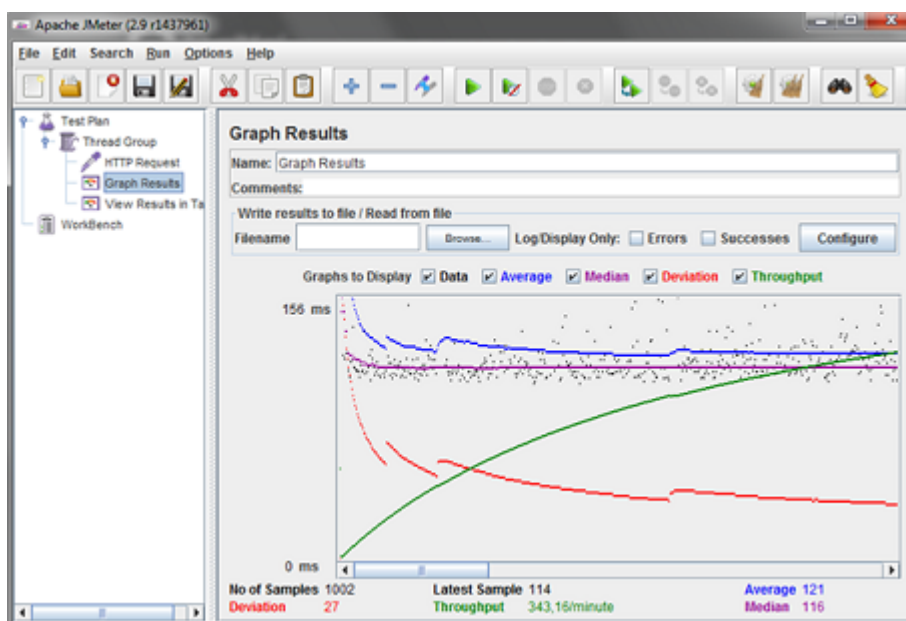 Apache JMeter (2.9 r1437961)
File Edit Search Run Options Help
Test Plan
Thread Group
HTTP Request
Graph Results
View Results in Ta
WorkBench
Graph Results
Name: Graph Results
Comments:
Write results to file / Read from file
Filename Browse... Log/Display Only: Errors Successes Configure
Graphs to Display Data Average Median Deviation Throughput
156 ms
0 ms
No of Samples 1002 Latest Sample 114 Average 121
Deviation 27 Throughput 343,16/minute Median 116